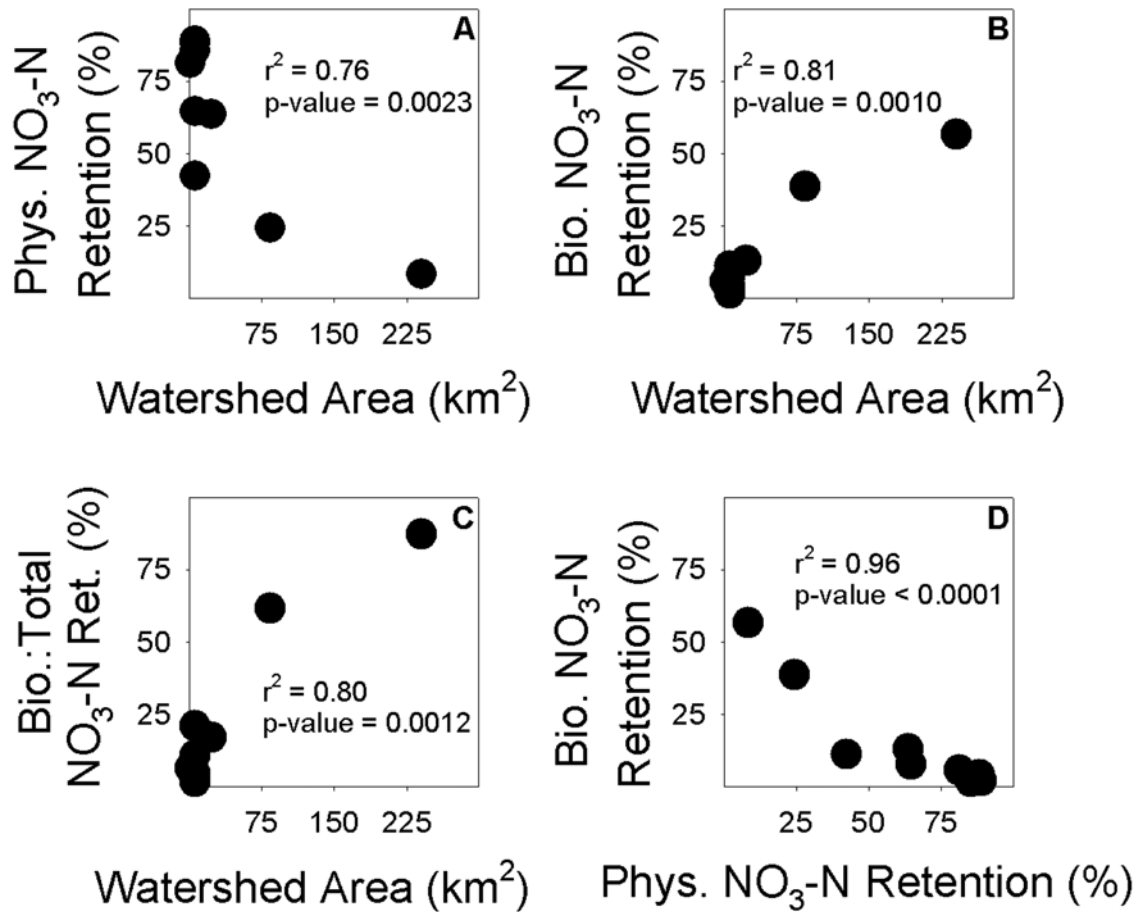 A
r² = 0.76
p-value = 0.0023
Phys. NO₃-N
Retention (%)
75
50
25
75 150 225
Watershed Area (km²)
B
r² = 0.81
p-value = 0.0010
Bio. NO₃-N
Retention (%)
75
50
25
75 150 225
Watershed Area (km²)
C
r² = 0.80
p-value = 0.0012
Bio.:Total
NO₃-N Ret. (%)
75
50
25
75 150 225
Watershed Area (km²)
D
r² = 0.96
p-value < 0.0001
Bio. NO₃-N
Retention (%)
75
50
25
25 50 75
Phys. NO₃-N Retention (%)